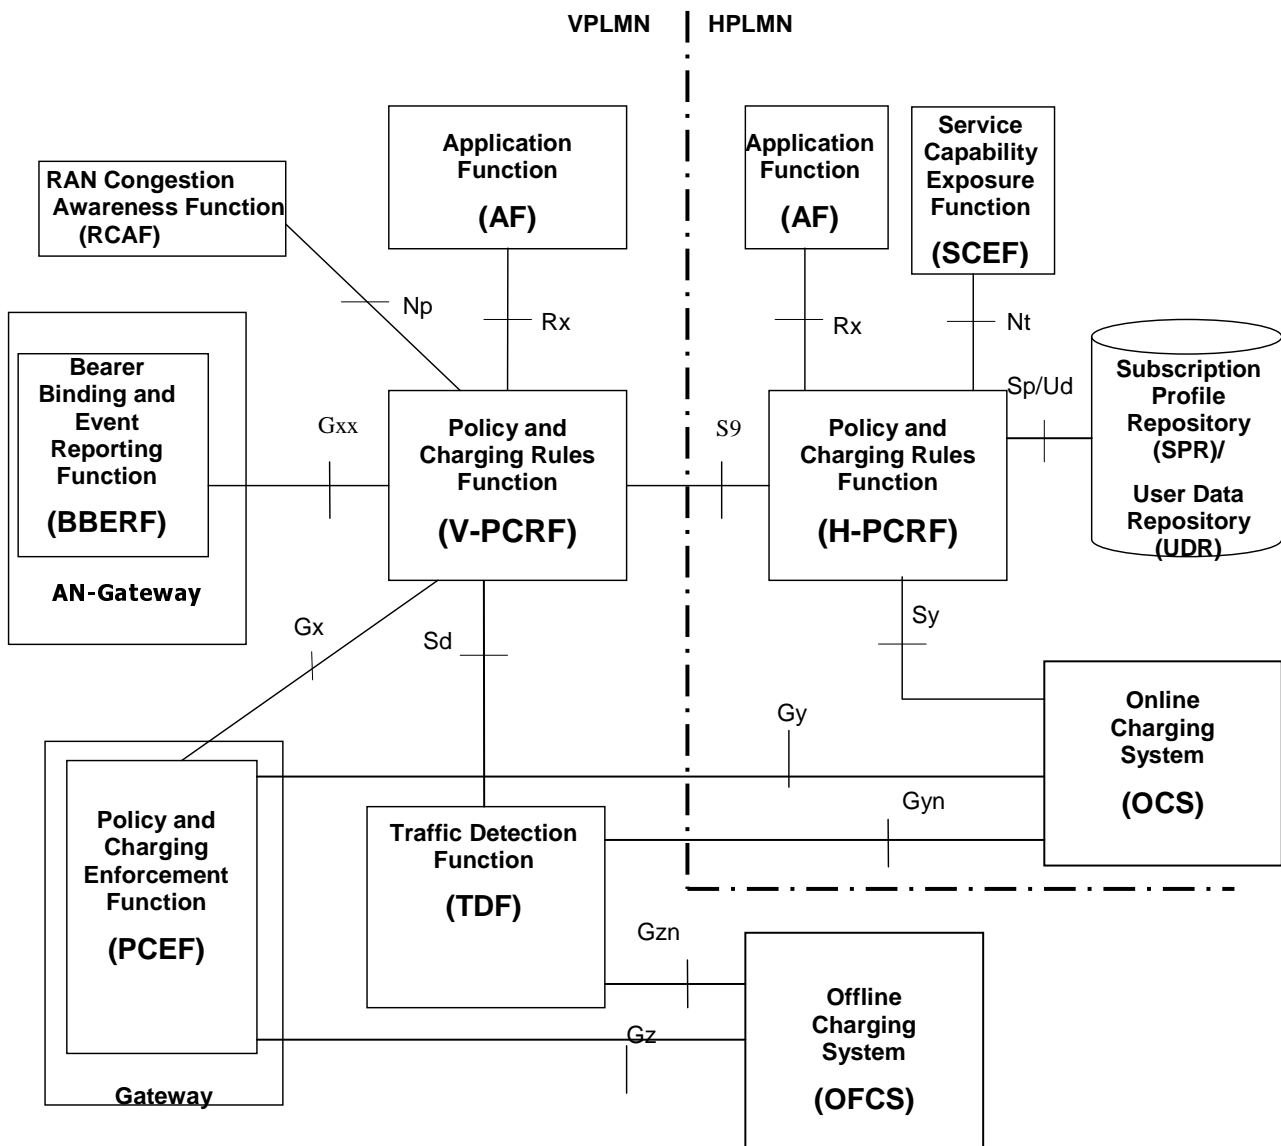 VPLMN
HPLMN
RAN Congestion
Awareness Function
(RCAF)
Application
Function
(AF)
Application
Function
(AF)
Service
Capability
Exposure
Function
(SCEF)
Np
Rx
Rx
Nt
Sp/Ud
Bearer
Binding and
Event
Reporting
Function
(BBERF)
AN-Gateway
Gxx
Policy and
Charging Rules
Function
(V-PCRF)
S9
Policy and
Charging Rules
Function
(H-PCRF)
Subscription
Profile
Repository
(SPR)/
User Data
Repository
(UDR)
Gx
Sd
Sy
Gy
Gyn
Online
Charging
System
(OCS)
Policy and
Charging
Enforcement
Function
(PCEF)
Gateway
Traffic Detection
Function
(TDF)
Gzn
Gz
Offline
Charging
System
(OFCS)